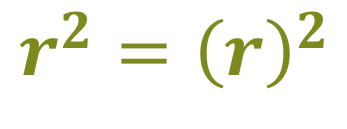 r² = (r)²